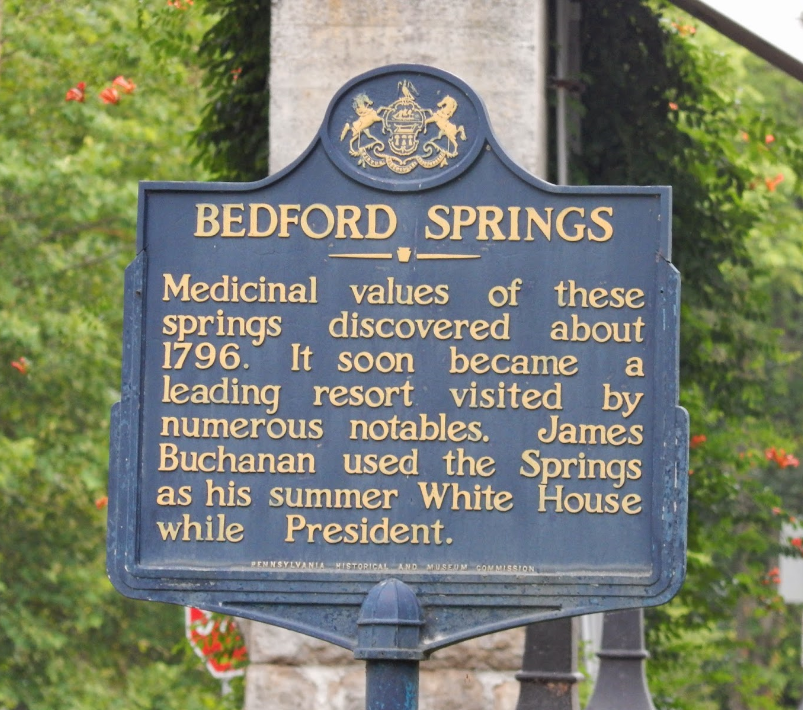 BEDFORD SPRINGS
Medicinal values of these
springs discovered about
1796. It soon became a
leading resort visited by
numerous notables. James
Buchanan used the Springs
as his summer White House
while President.
PENNSYLVANIA HISTORICAL AND MUSEUM COMMISSION